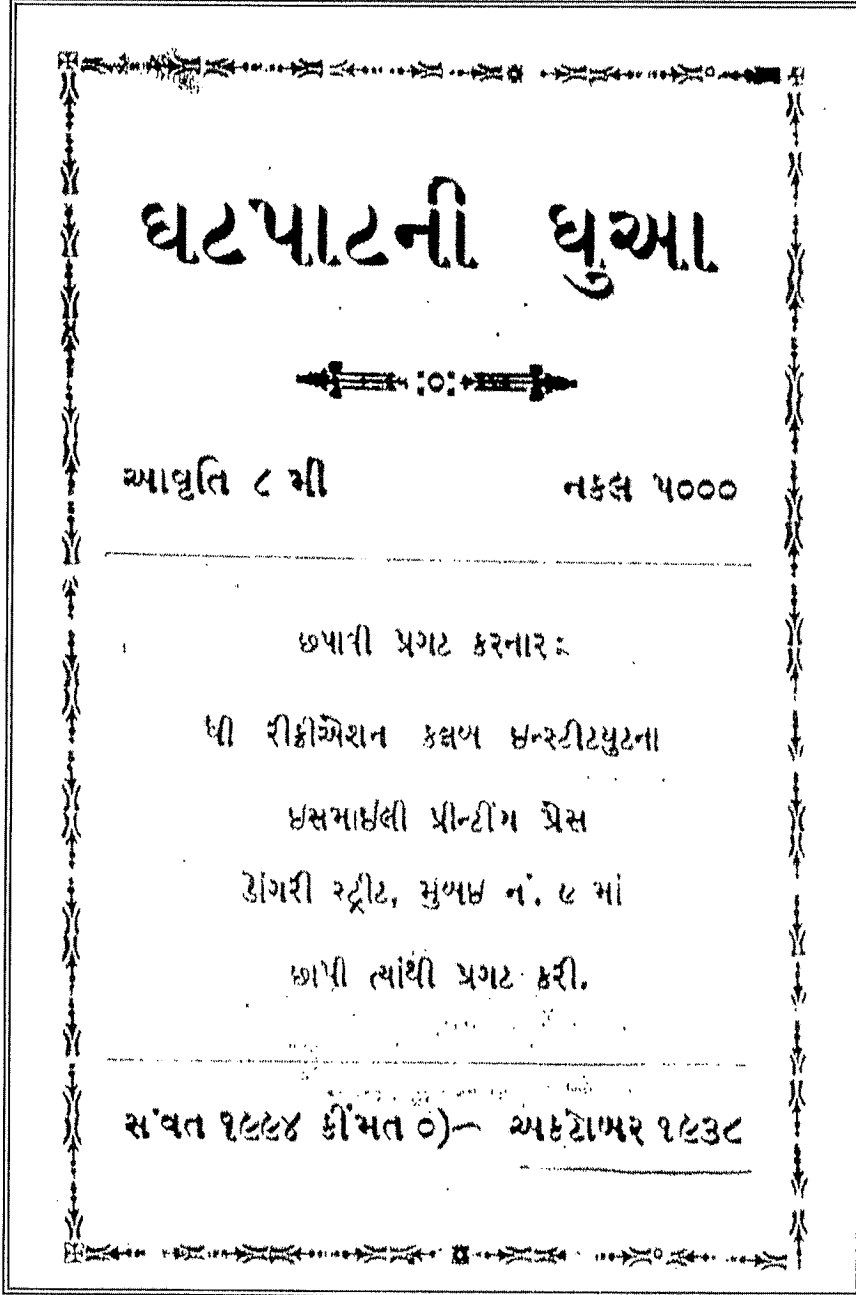 ઘટપાટની ધુઆ
આવૃતિ ૮ મી નકલ ૫૦૦૦
છપાવી પ્રગટ કરનાર :
ધી રીક્રીએશન કલબ ઇન્સ્ટીટયુટના
ઇસમાઇલી પ્રીન્ટીંગ પ્રેસ
ડોંગરી સ્ટ્રીટ, મુંબઇ નં. ૯ માં
છાપી ત્યાંથી પ્રગટ કરી.
સંવત ૧૯૯૪ કીંમત ૦)— અકટોબર ૧૯૩૮